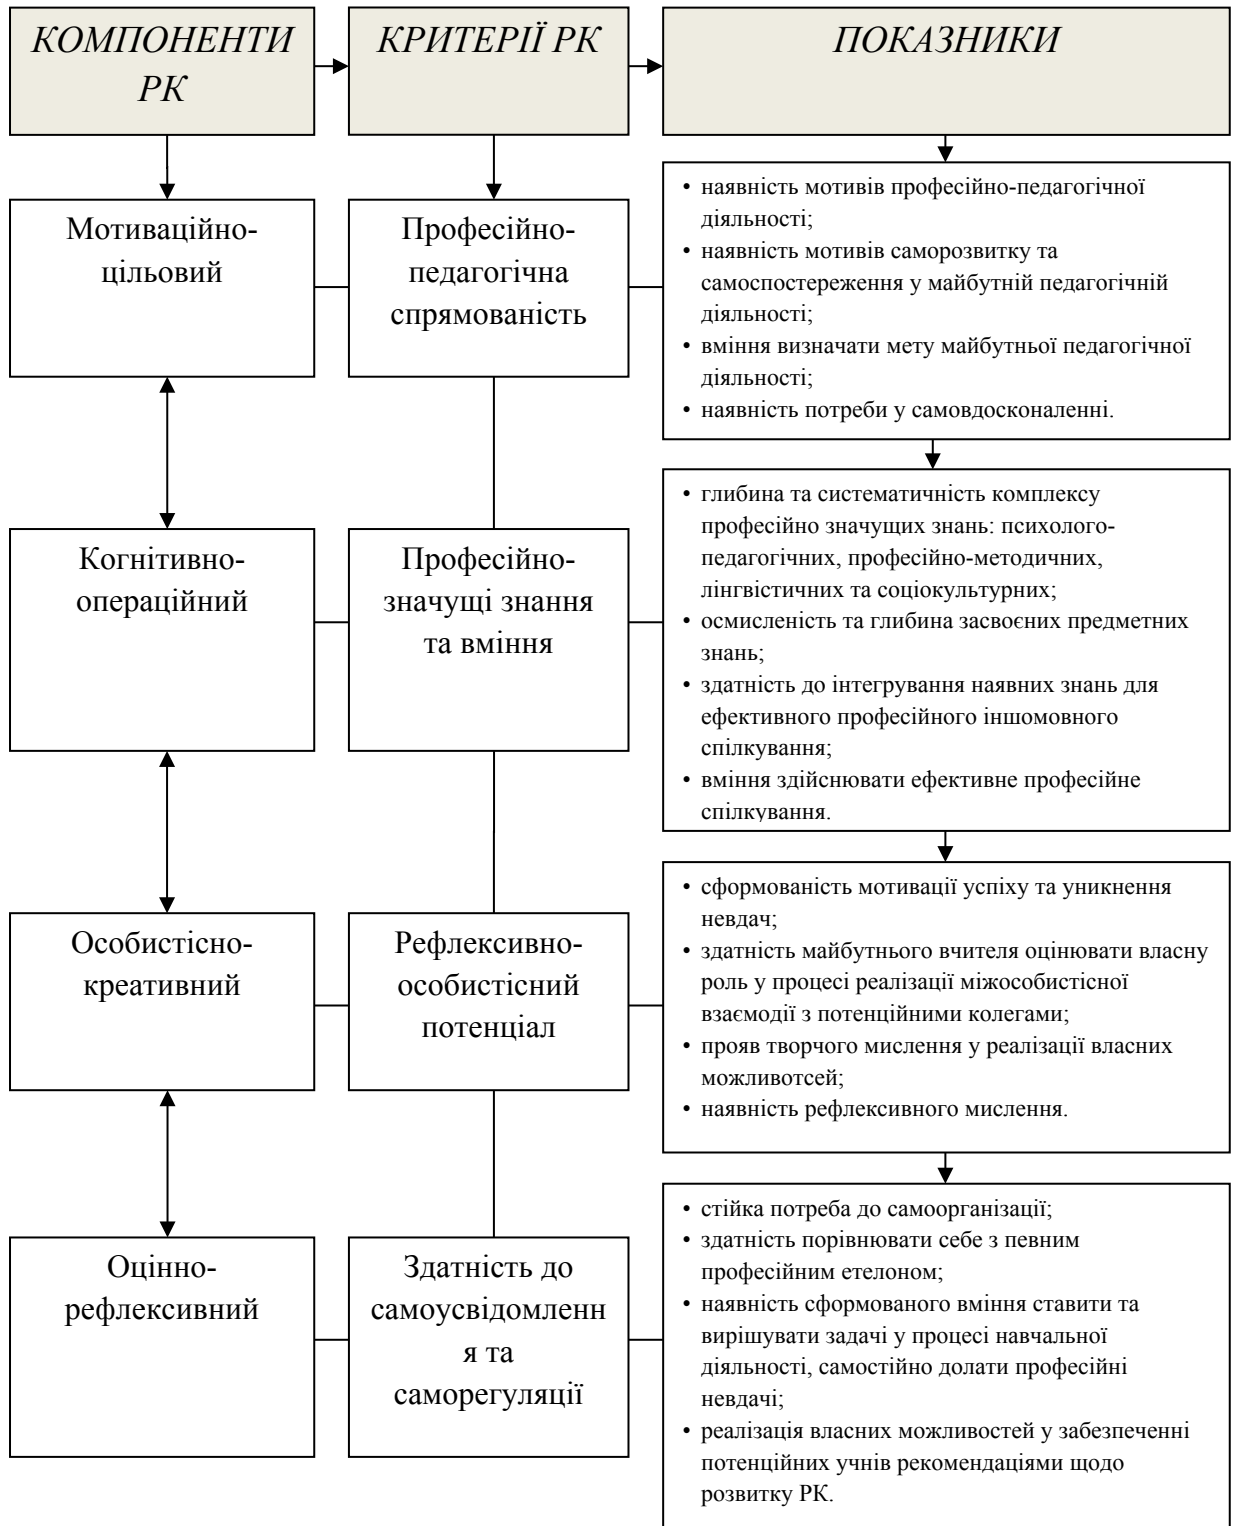 КОМПОНЕНТИ
РК
КРИТЕРІЇ РК
ПОКАЗНИКИ
Мотиваційно-
цільовий
Професійно-
педагогічна
спрямованість
• наявність мотивів професійно-педагогічної
діяльності;
• наявність мотивів саморозвитку та
самоспостереження у майбутній педагогічній
діяльності;
• вміння визначати мету майбутньої педагогічної
діяльності;
• наявність потреби у самовдосконаленні.
Когнітивно-
операційний
Професійно-
значущі знання
та вміння
• глибина та систематичність комплексу
професійно значущих знань: психолого-
педагогічних, професійно-методичних,
лінгвістичних та соціокультурних;
• осмисленість та глибина засвоєних предметних
знань;
• здатність до інтегрування наявних знань для
ефективного професійного іншомовного
спілкування;
• вміння здійснювати ефективне професійне
спілкування.
Особистісно-
креативний
Рефлексивно-
особистісний
потенціал
• сформованість мотивації успіху та уникнення
невдач;
• здатність майбутнього вчителя оцінювати власну
роль у процесі реалізації міжособистісної
взаємодії з потенційними колегами;
• прояв творчого мислення у реалізації власних
можливотсей;
• наявність рефлексивного мислення.
Оцінно-
рефлексивний
Здатність до
самоусвідомленн
я та
саморегуляції
• стійка потреба до самоорганізації;
• здатність порівнювати себе з певним
професійним етелоном;
• наявність сформованого вміння ставити та
вирішувати задачі у процесі навчальної
діяльності, самостійно долати професійні
невдачі;
• реалізація власних можливостей у забезпеченні
потенційних учнів рекомендаціями щодо
розвитку РК.